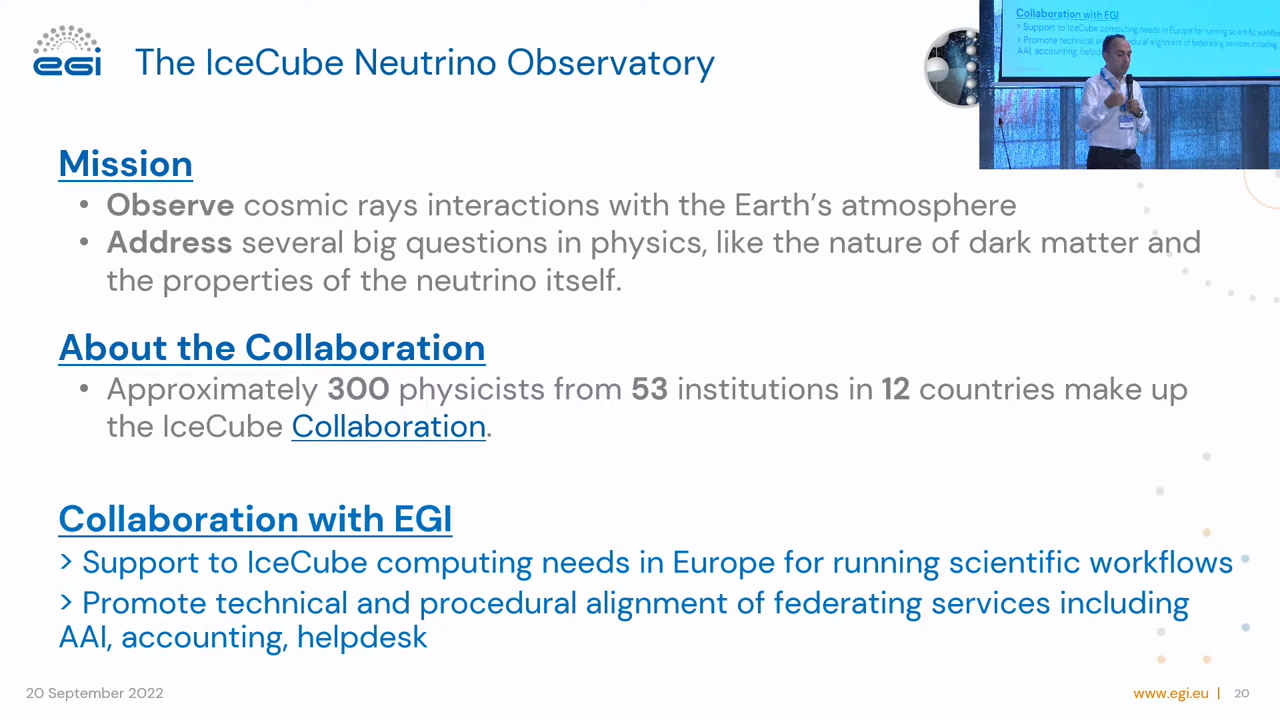 egi The IceCube Neutrino Observatory
Collaboration with EGI
> Support to IceCube computing needs in Europe for running scientific workflows
> Promote technical and procedural alignment of federating services including
AAI, accounting, helpdesk
Mission
• Observe cosmic rays interactions with the Earth’s atmosphere
• Address several big questions in physics, like the nature of dark matter and
the properties of the neutrino itself.
About the Collaboration
• Approximately 300 physicists from 53 institutions in 12 countries make up
the IceCube Collaboration.
Collaboration with EGI
> Support to IceCube computing needs in Europe for running scientific workflows
> Promote technical and procedural alignment of federating services including
AAI, accounting, helpdesk
20 September 2022
www.egi.eu | 20